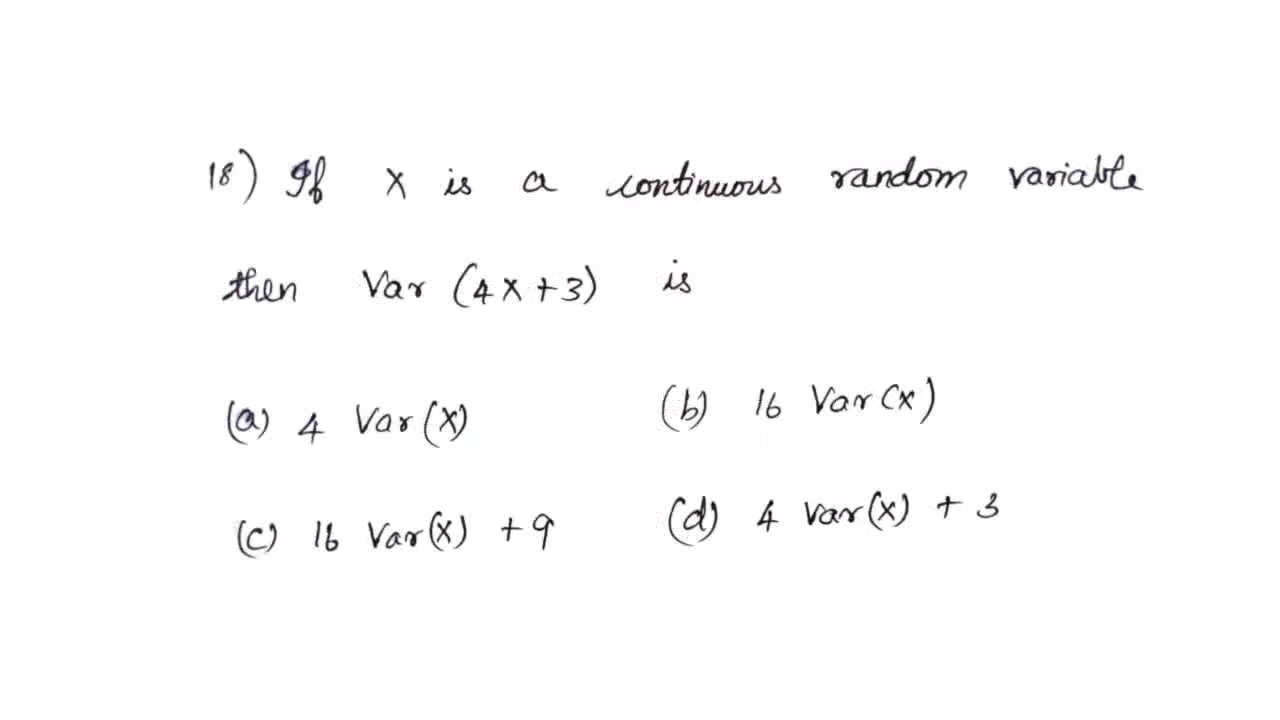 18) If X is a continuous random variable
then Var (4X+3) is
(a) 4 Var(X) (b) 16 Var(X)
(c) 16 Var(X) + 9 (d) 4 Var(X) + 3